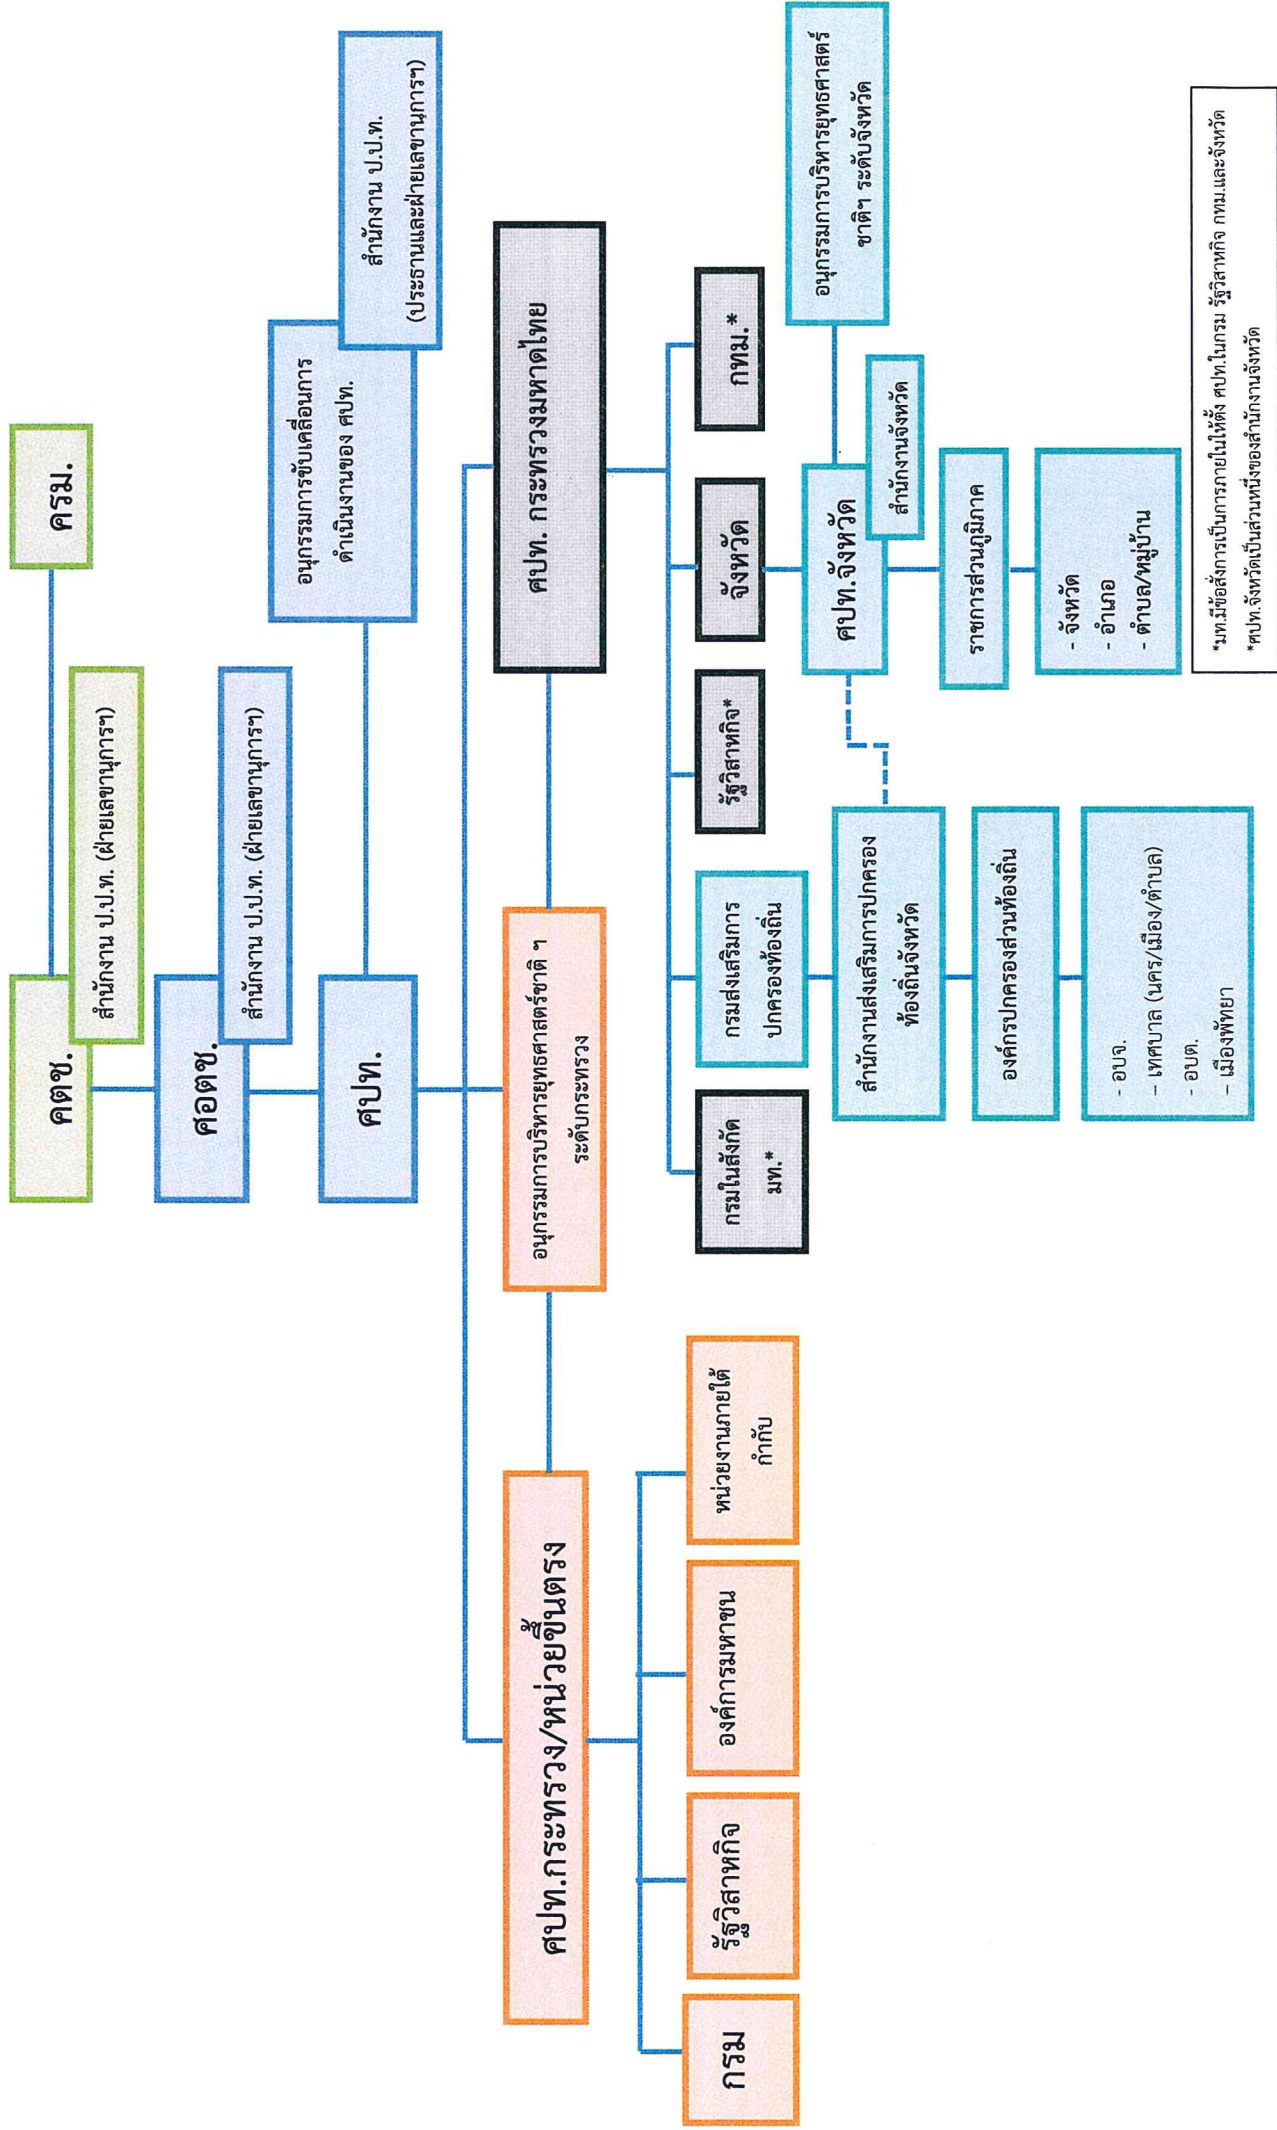 ครม.
คตช.
สำนักงาน ป.ป.ท. (ฝ่ายเลขานุการฯ)
ศอตช.
สำนักงาน ป.ป.ท. (ฝ่ายเลขานุการฯ)
อนุกรรมการขับเคลื่อนการ
ดำเนินงานของ ศปท.
สำนักงาน ป.ป.ท.
(ประธานและฝ่ายเลขานุการฯ)
ศปท.
ศปท.กระทรวง/หน่วยขึ้นตรง
อนุกรรมการบริหารยุทธศาสตร์ชาติ ฯ
ระดับกระทรวง
ศปท. กระทรวงมหาดไทย
กรม
รัฐวิสาหกิจ
องค์การมหาชน
หน่วยงานภายใต้
กำกับ
กรมในสังกัด
มท.*
กรมส่งเสริมการ
ปกครองท้องถิ่น
รัฐวิสาหกิจ*
จังหวัด
กทม.*
สำนักงานส่งเสริมการปกครอง
ท้องถิ่นจังหวัด
ศปท.จังหวัด
สำนักงานจังหวัด
อนุกรรมการบริหารยุทธศาสตร์
ชาติฯ ระดับจังหวัด
องค์กรปกครองส่วนท้องถิ่น
ราชการส่วนภูมิภาค
- อบจ.
– เทศบาล (นคร/เมือง/ตำบล)
- อบต.
– เมืองพัทยา
- จังหวัด
- อำเภอ
- ตำบล/หมู่บ้าน
*มท.มีข้อสั่งการเป็นการภายในให้ตั้ง ศปท.ในกรม รัฐวิสาหกิจ กทม.และจังหวัด
*ศปท.จังหวัดเป็นส่วนหนึ่งของสำนักงานจังหวัด